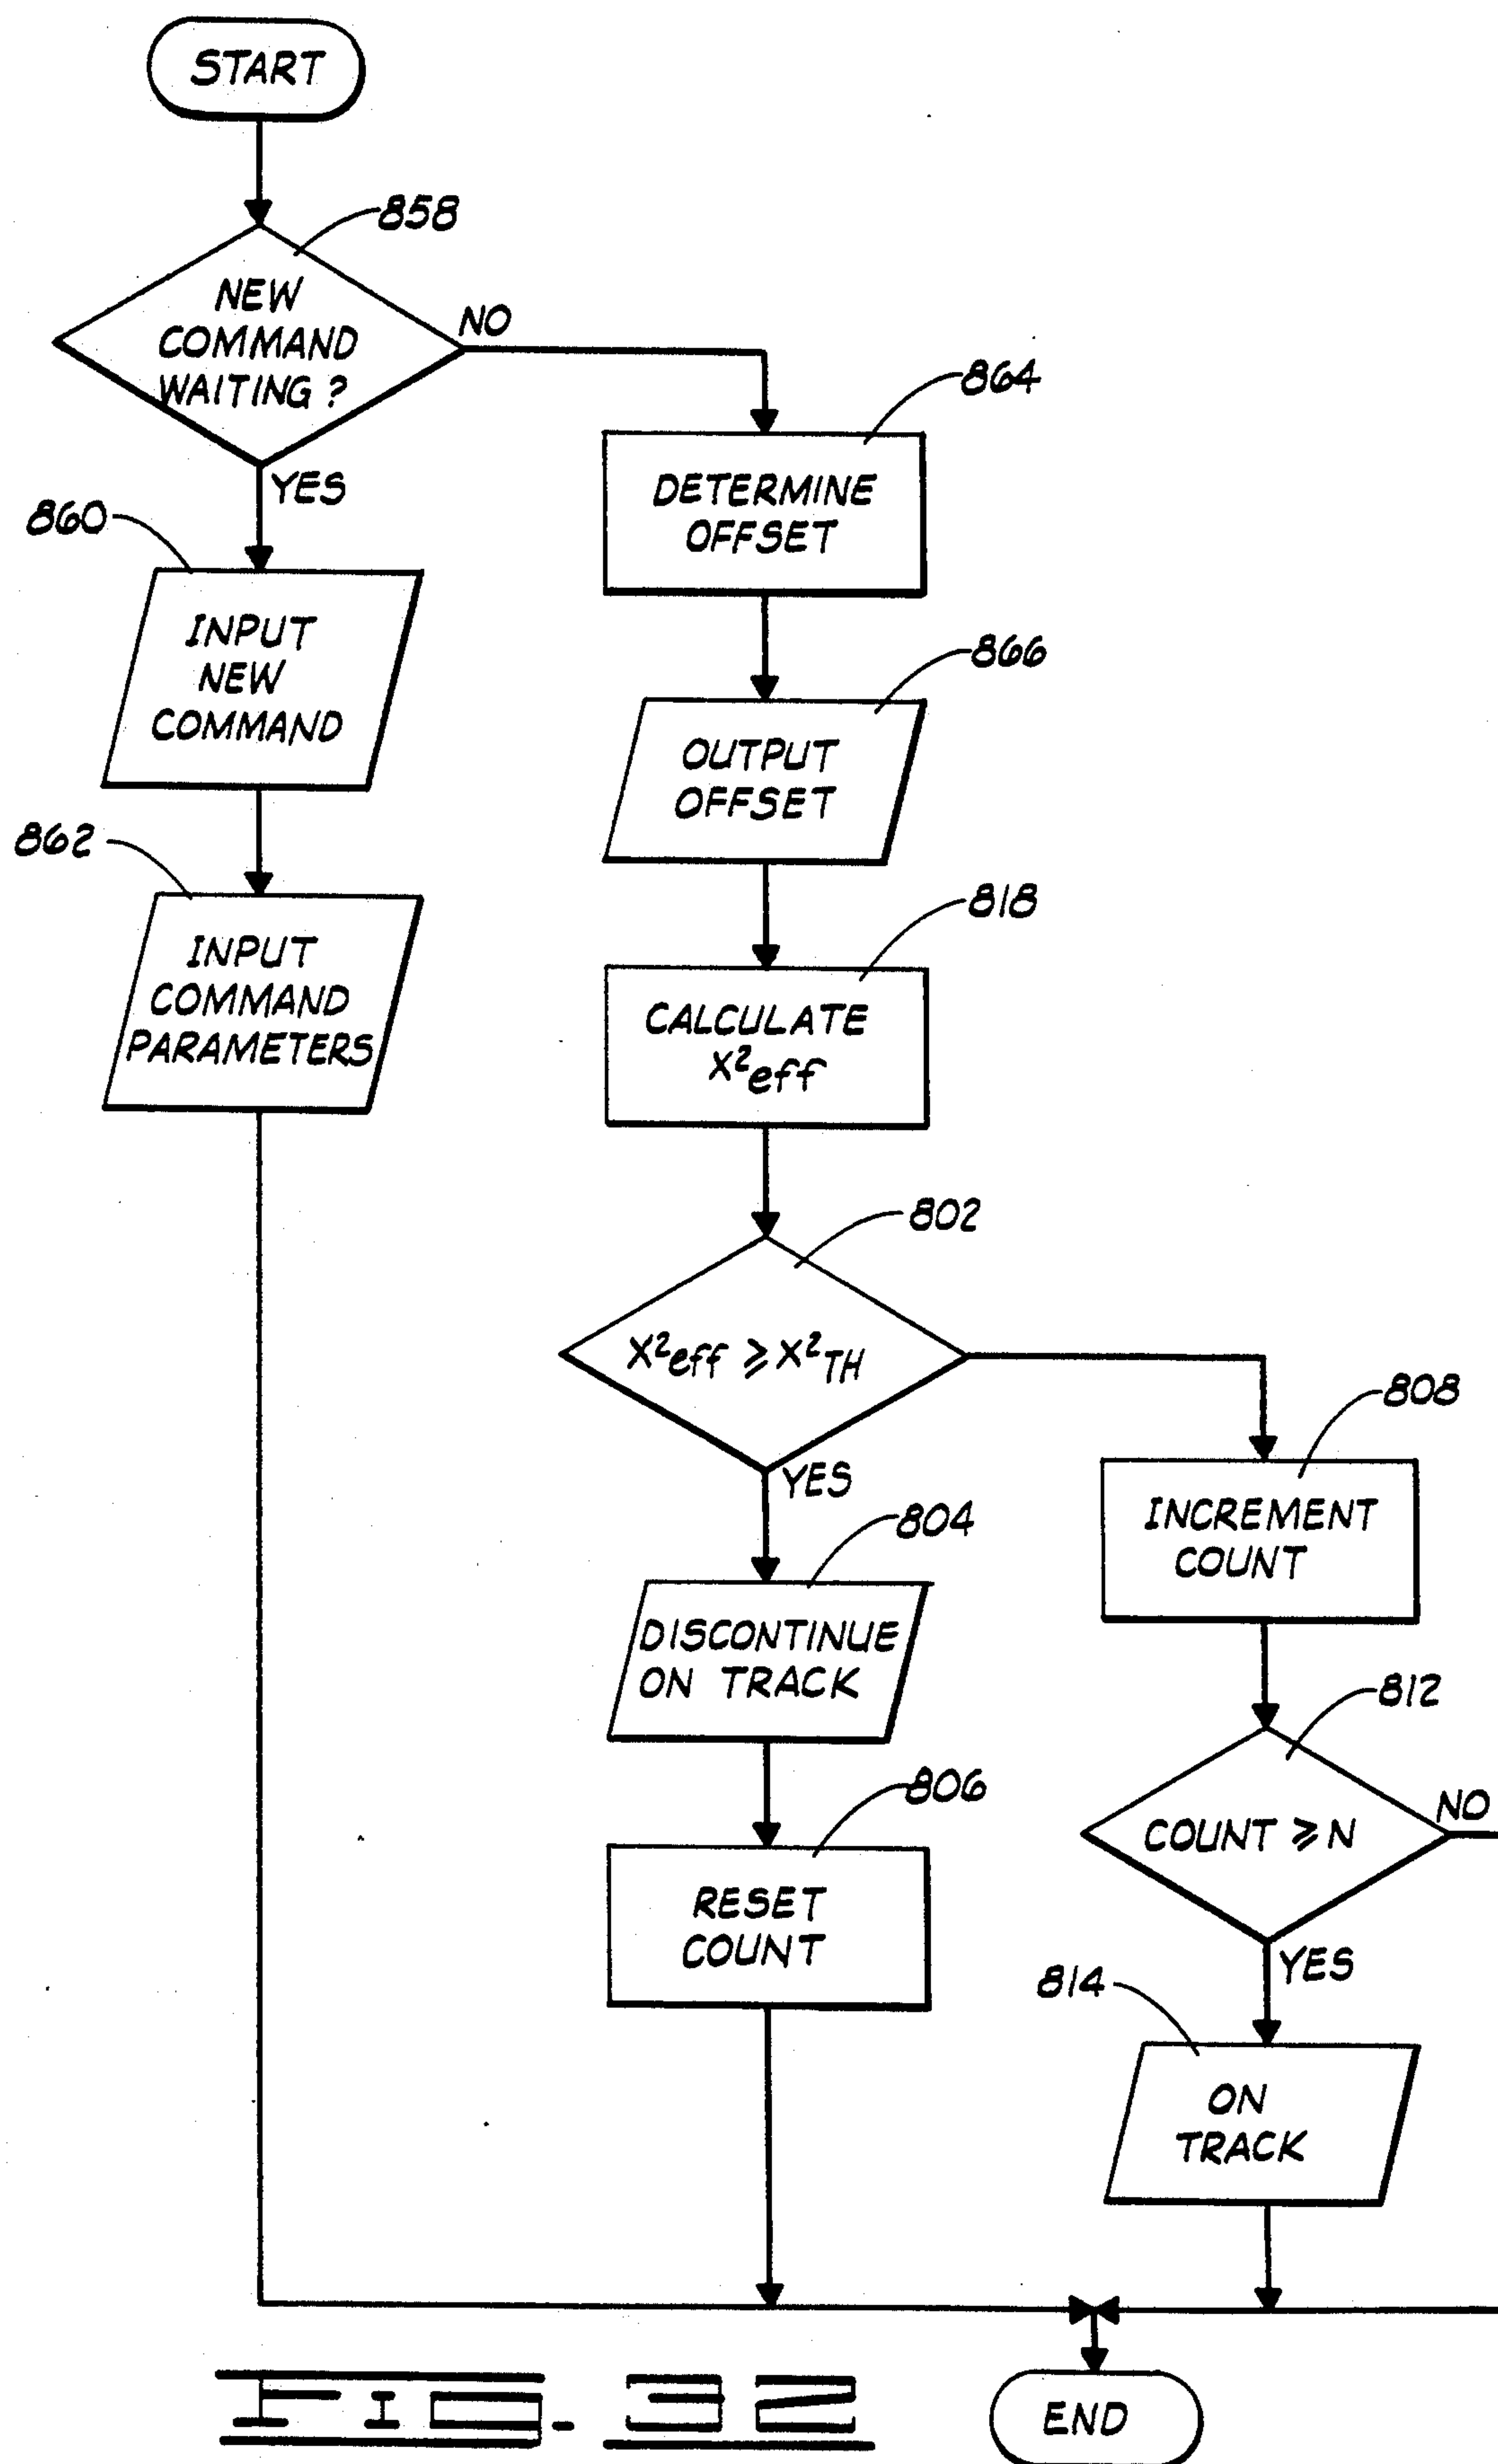 START
858
NEW
COMMAND
WAITING ?
NO
YES
864
DETERMINE
OFFSET
860
INPUT
NEW
COMMAND
866
OUTPUT
OFFSET
862
INPUT
COMMAND
PARAMETERS
818
CALCULATE
X²eff
802
X²eff ≥ X²TH
YES
808
INCREMENT
COUNT
804
DISCONTINUE
ON TRACK
812
COUNT ≥ N
NO
YES
806
RESET
COUNT
814
ON
TRACK
END
FIG. 32